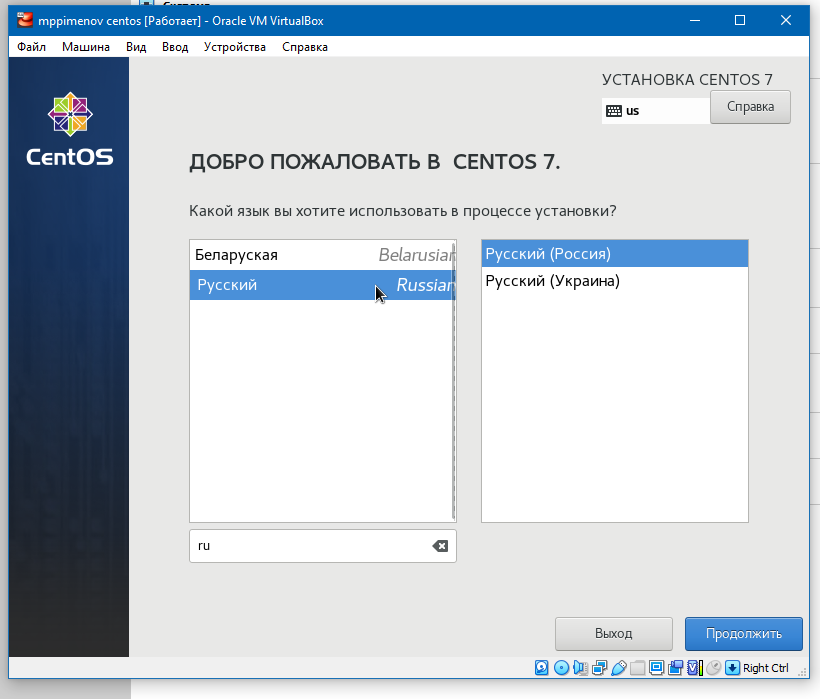 mppimenov centos [Работает] - Oracle VM VirtualBox
Файл Машина Вид Ввод Устройства Справка
CentOS
УСТАНОВКА CENTOS 7
us
Справка
ДОБРО ПОЖАЛОВАТЬ В CENTOS 7.
Какой язык вы хотите использовать в процессе установки?
Беларуская Belarusian
Русский Russian
Русский (Россия)
Русский (Украина)
ru
Выход Продолжить
Right Ctrl